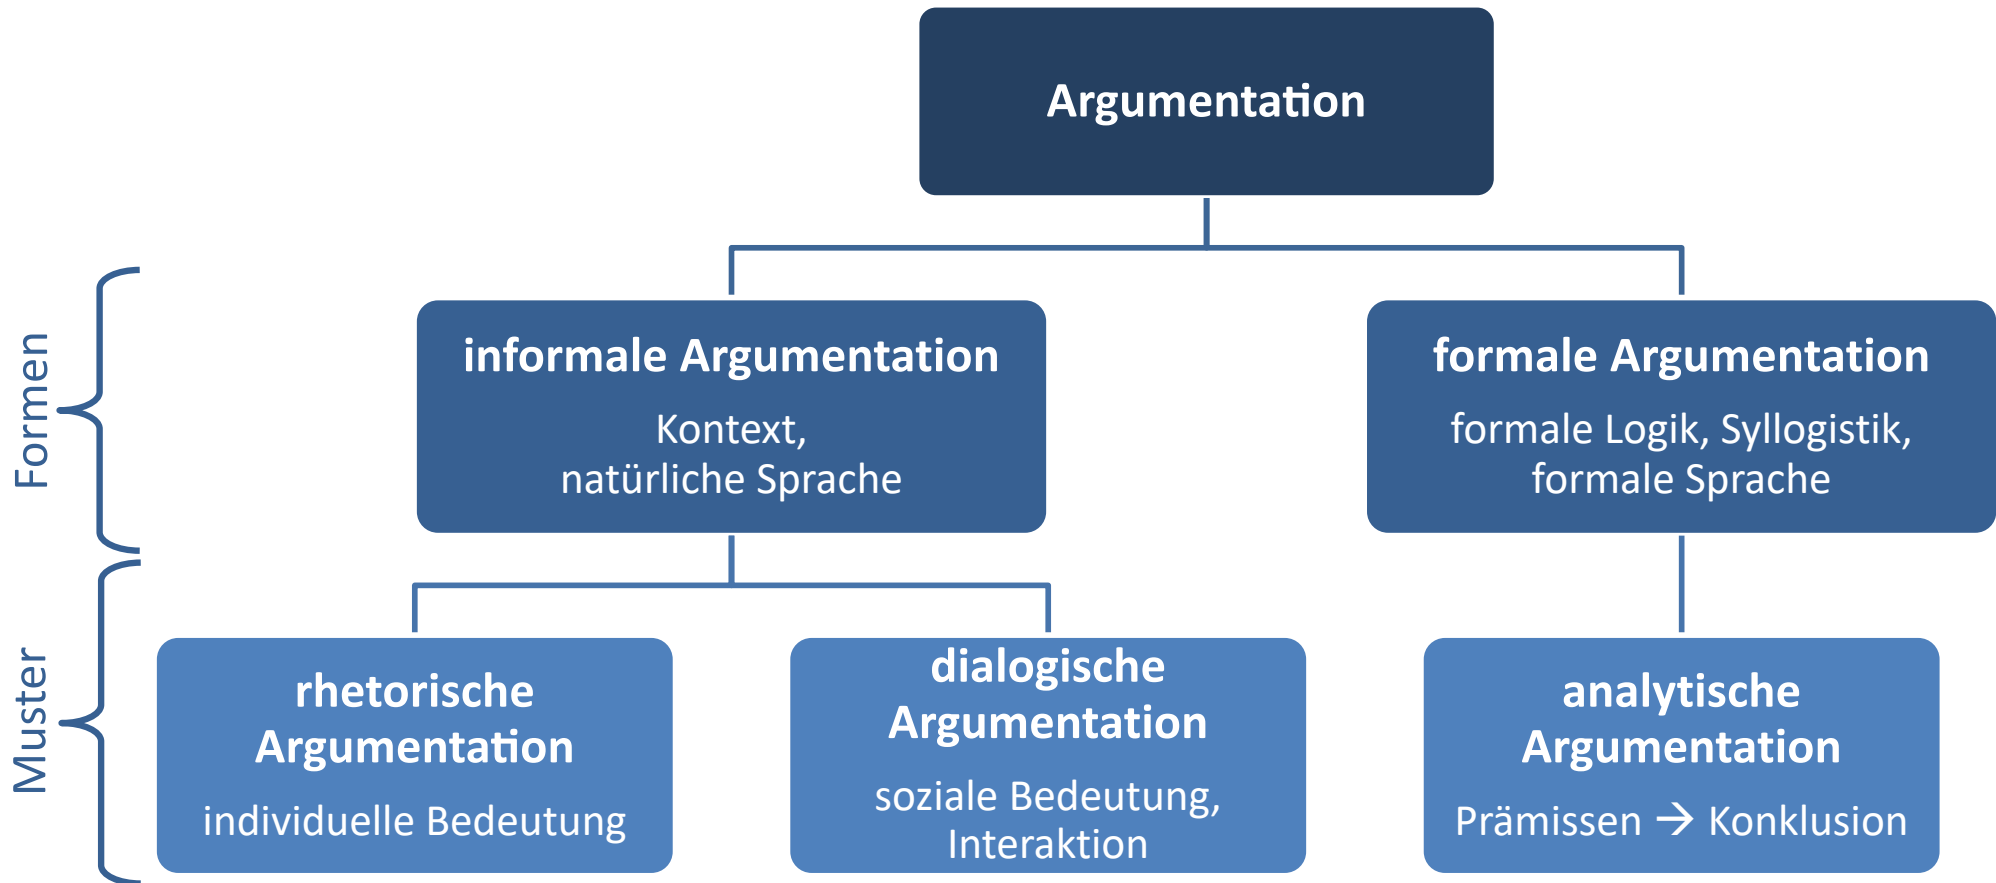 Argumentation
Formen
informale Argumentation
Kontext,
natürliche Sprache
formale Argumentation
formale Logik, Syllogistik,
formale Sprache
Muster
rhetorische
Argumentation
individuelle Bedeutung
dialogische
Argumentation
soziale Bedeutung,
Interaktion
analytische
Argumentation
Prämissen → Konklusion